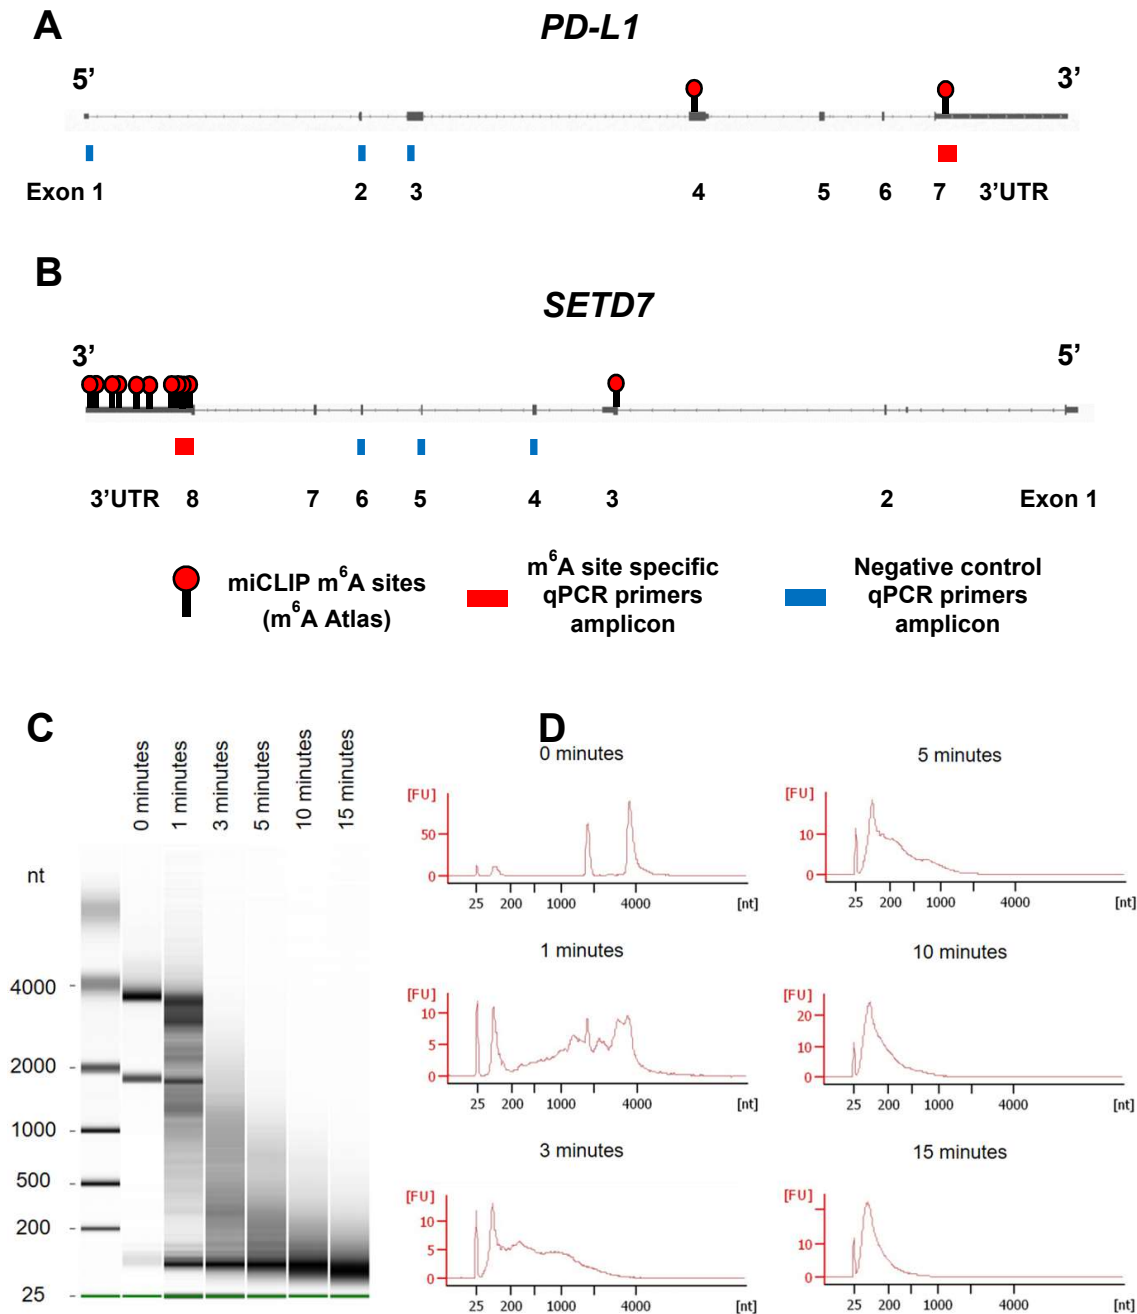 A
PD-L1
5’
3’
Exon 1
2
3
4
5
6
7
3’UTR
B
SETD7
3’
5’
3’UTR
8
7
6
5
4
3
2
Exon 1
miCLIP m6A sites
(m6A Atlas)
m6A site specific
qPCR primers
amplicon
Negative control
qPCR primers
amplicon
C
0 minutes
1 minutes
3 minutes
5 minutes
10 minutes
15 minutes
nt
4000
2000
1000
500
200
25
D
0 minutes
[FU]
50
0
25 200 1000 4000 [nt]
5 minutes
[FU]
10
0
25 200 1000 4000 [nt]
1 minutes
[FU]
10
5
0
25 200 1000 4000 [nt]
10 minutes
[FU]
20
10
0
25 200 1000 4000 [nt]
3 minutes
[FU]
10
5
0
25 200 1000 4000 [nt]
15 minutes
[FU]
10
0
25 200 1000 4000 [nt]